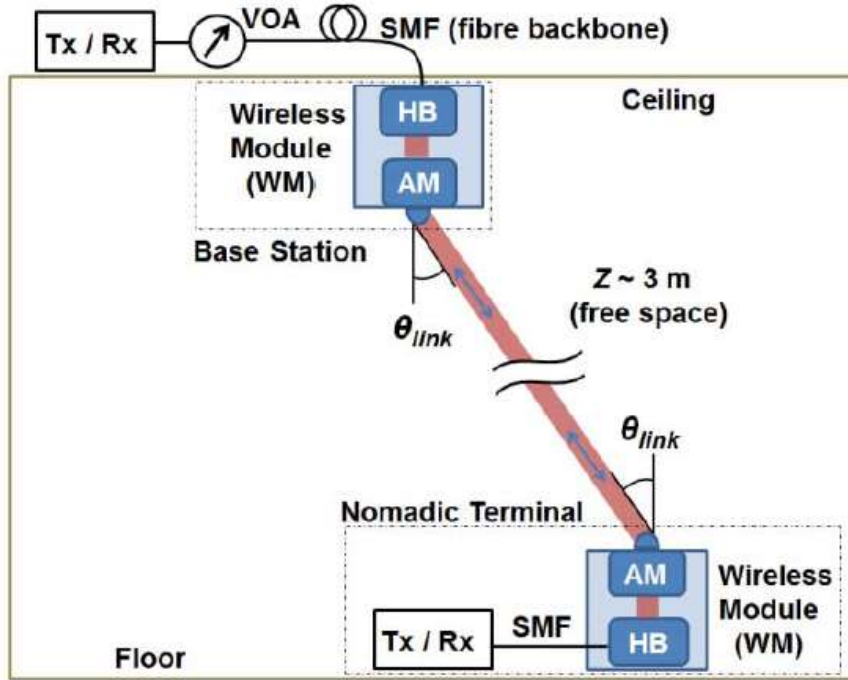 Tx / Rx
VOA
SMF (fibre backbone)
Wireless
Module
(WM)
HB
AM
Ceiling
Base Station
θlink
Z ~ 3 m
(free space)
θlink
Nomadic Terminal
AM
HB
Wireless
Module
(WM)
Tx / Rx
SMF
Floor